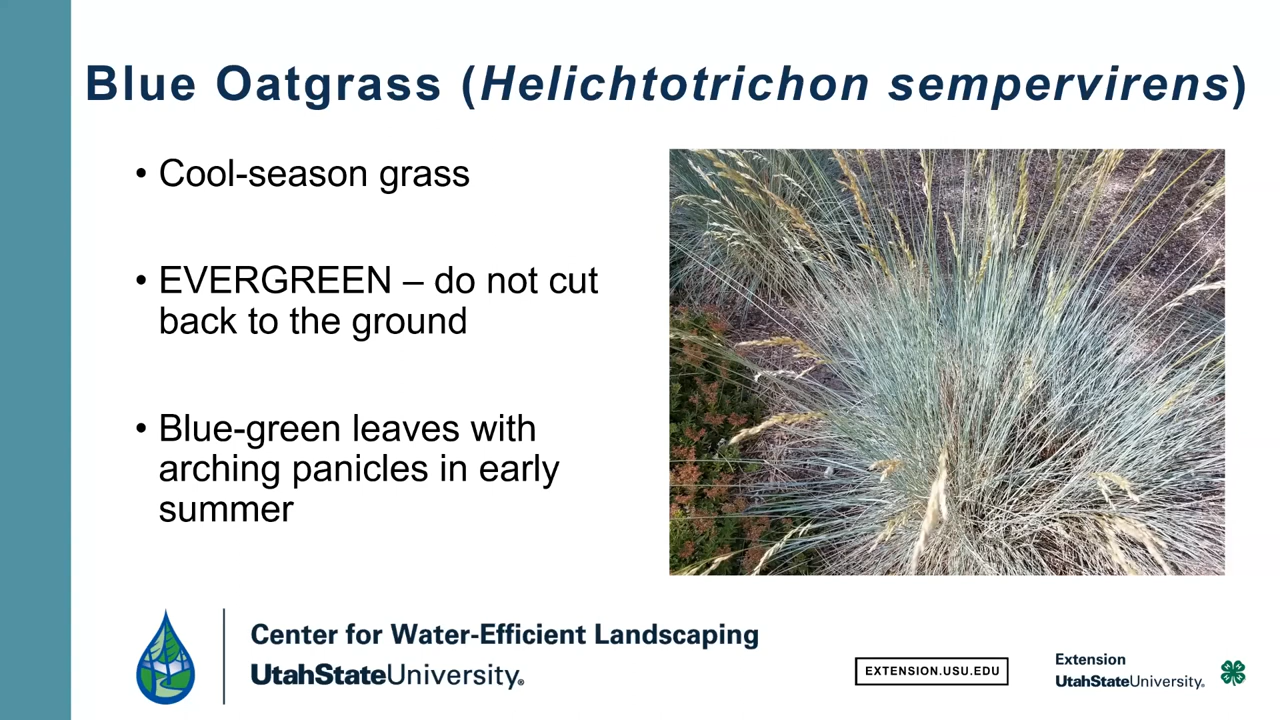 Blue Oatgrass (Helichtotrichon sempervirens)
• Cool-season grass
• EVERGREEN – do not cut
back to the ground
• Blue-green leaves with
arching panicles in early
summer
Center for Water-Efficient Landscaping
UtahStateUniversity®
EXTENSION.USU.EDU
Extension
UtahStateUniversity®